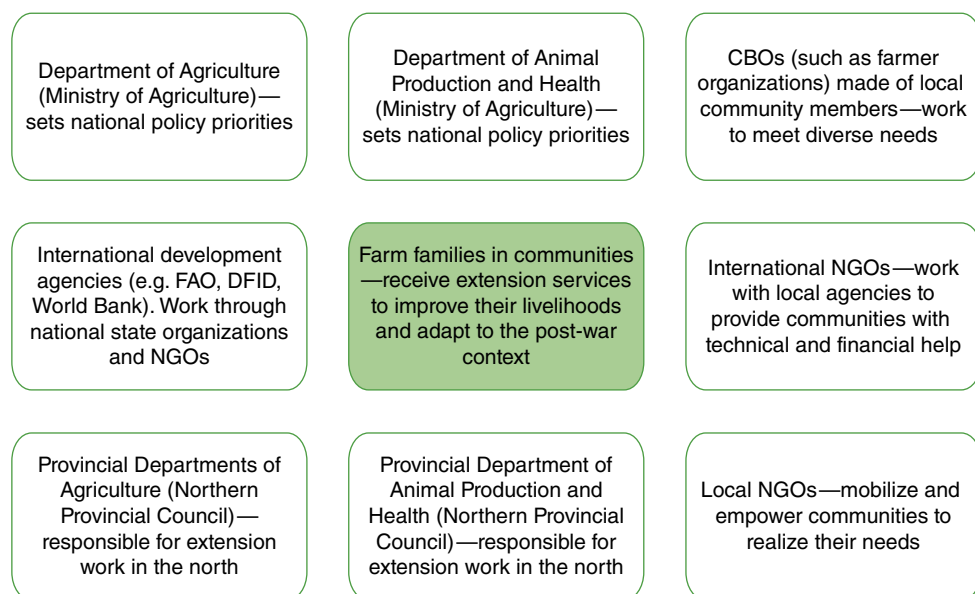 Department of Agriculture
(Ministry of Agriculture)—
sets national policy priorities
Department of Animal
Production and Health
(Ministry of Agriculture)—
sets national policy priorities
CBOs (such as farmer
organizations) made of local
community members—work
to meet diverse needs
International development
agencies (e.g. FAO, DFID,
World Bank). Work through
national state organizations
and NGOs
Farm families in communities
—receive extension services
to improve their livelihoods
and adapt to the post-war
context
International NGOs—work
with local agencies to
provide communities with
technical and financial help
Provincial Departments of
Agriculture (Northern
Provincial Council)—
responsible for extension
work in the north
Provincial Department of
Animal Production and
Health (Northern Provincial
Council)—responsible for
extension work in the north
Local NGOs—mobilize and
empower communities to
realize their needs